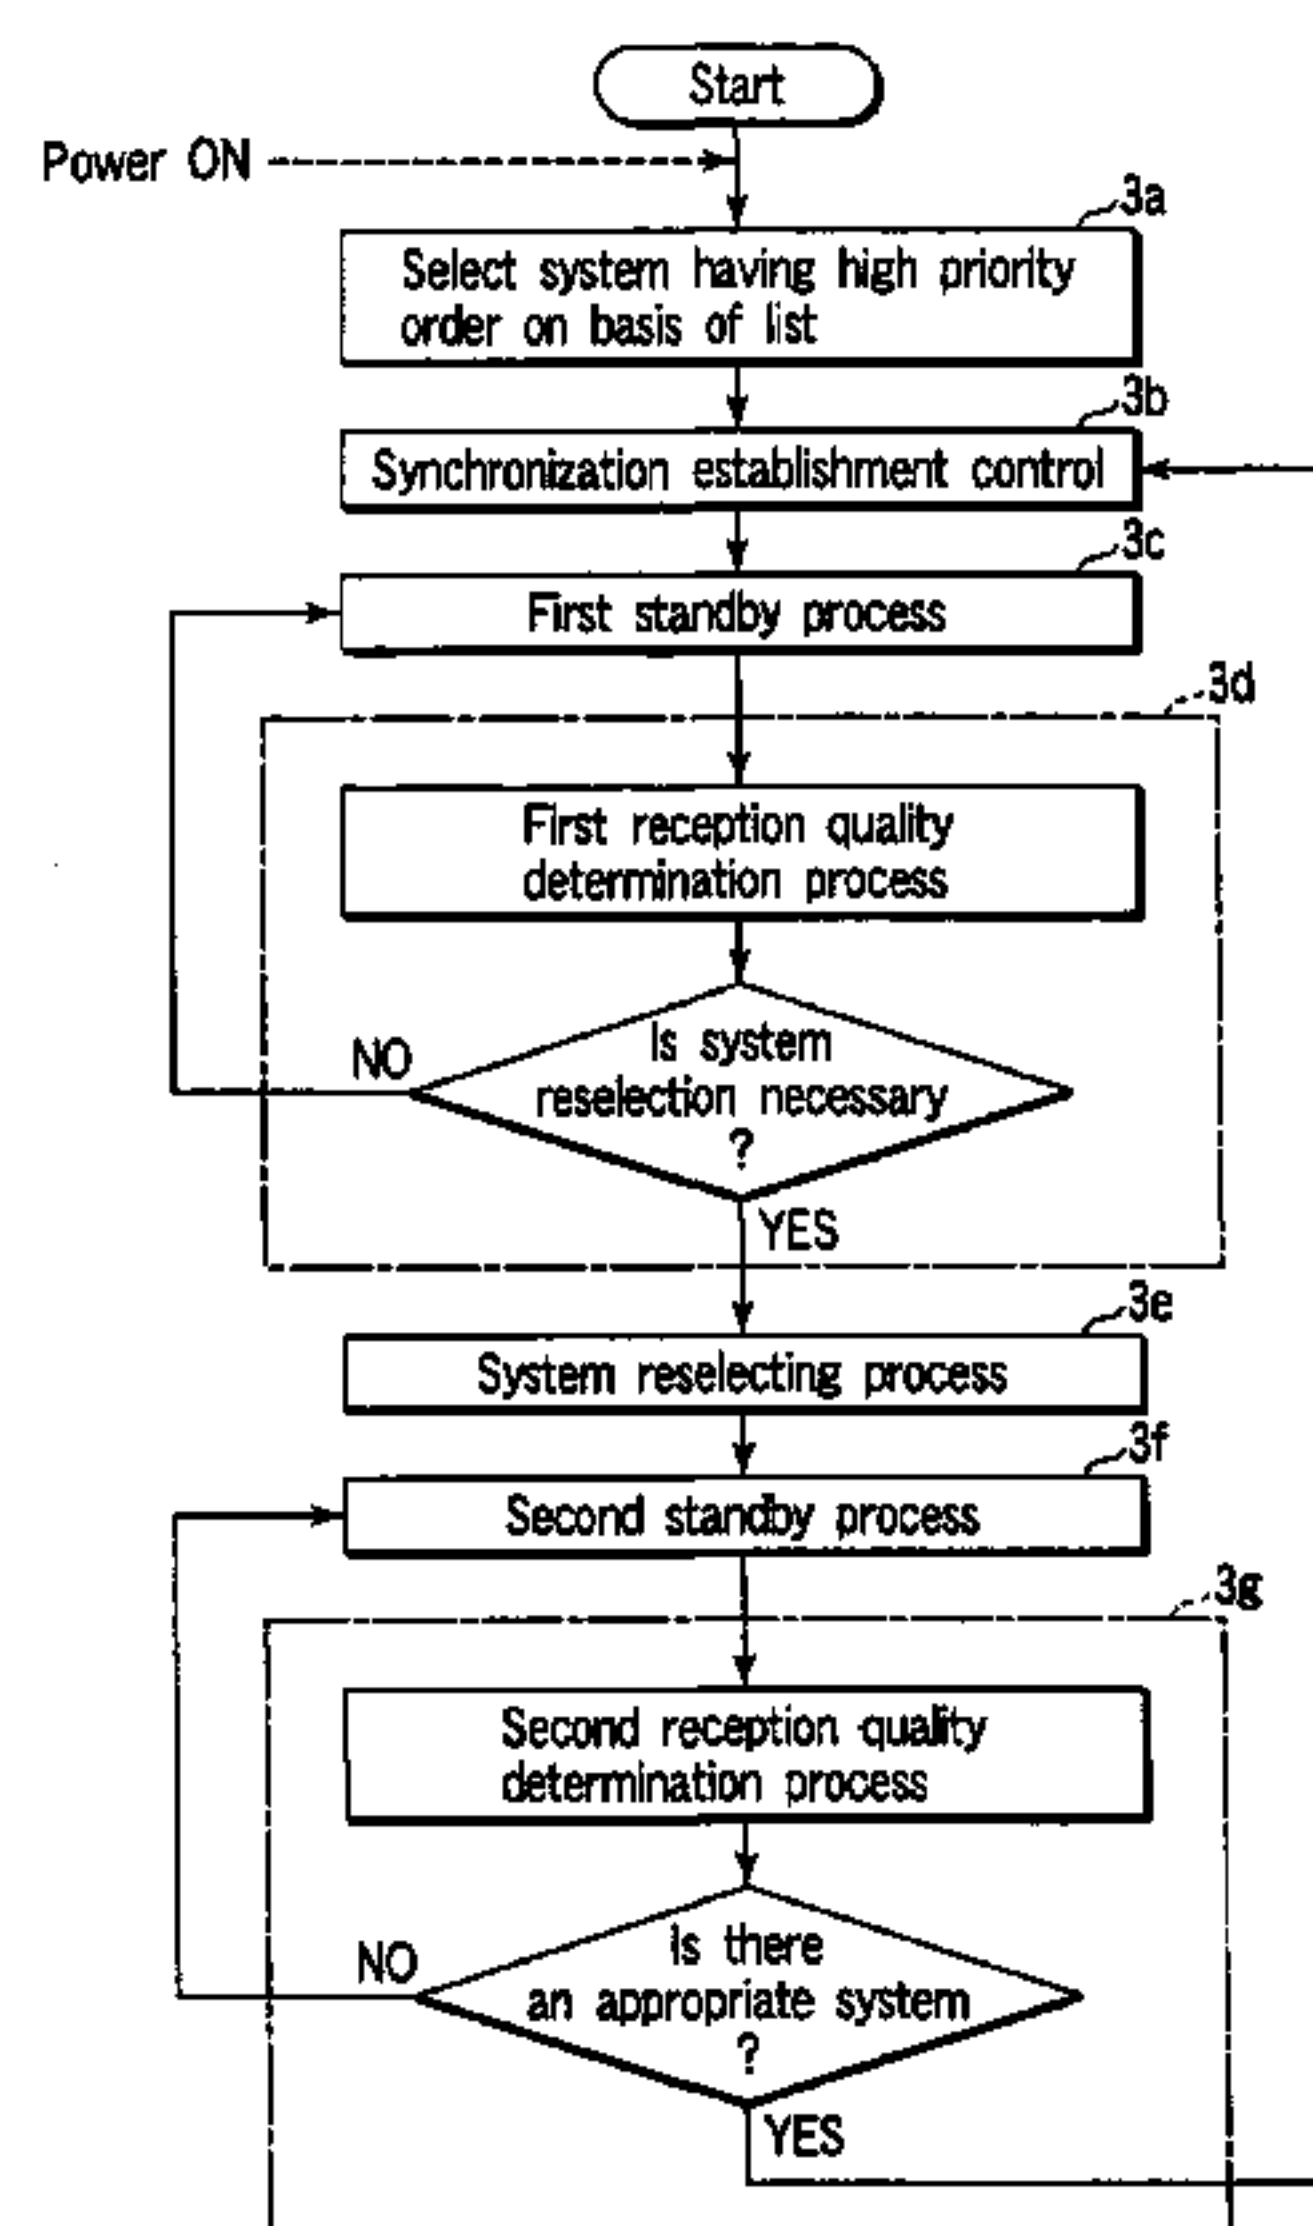 Start
Power ON
3a
Select system having high priority
order on basis of list
3b
Synchronization establishment control
3c
First standby process
3d
First reception quality
determination process
Is system
reselection necessary
?
NO
YES
3e
System reselecting process
3f
Second standby process
3g
Second reception quality
determination process
Is there
an appropriate system
?
NO
YES